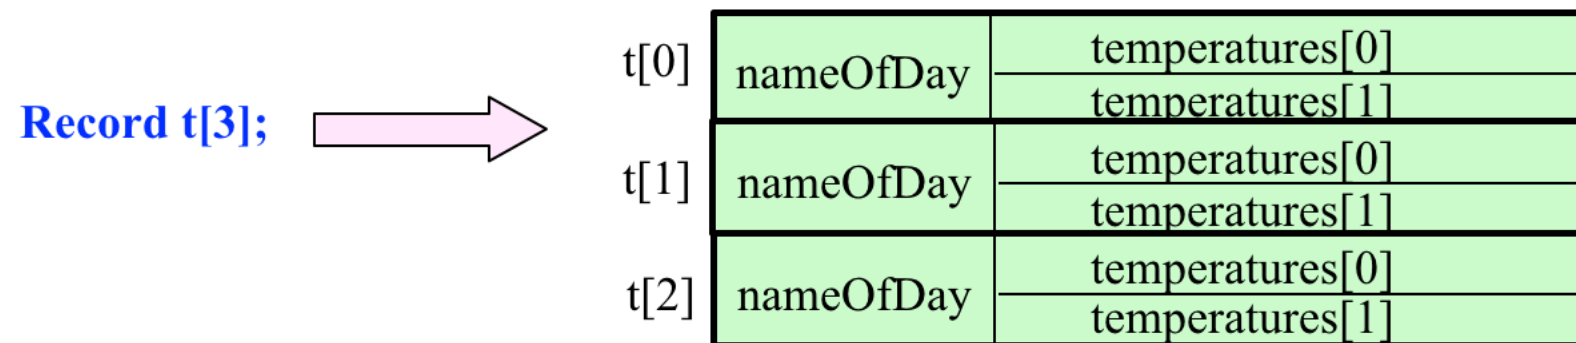 Record t[3];
t[0] nameOfDay temperatures[0]
temperatures[1]
t[1] nameOfDay temperatures[0]
temperatures[1]
t[2] nameOfDay temperatures[0]
temperatures[1]